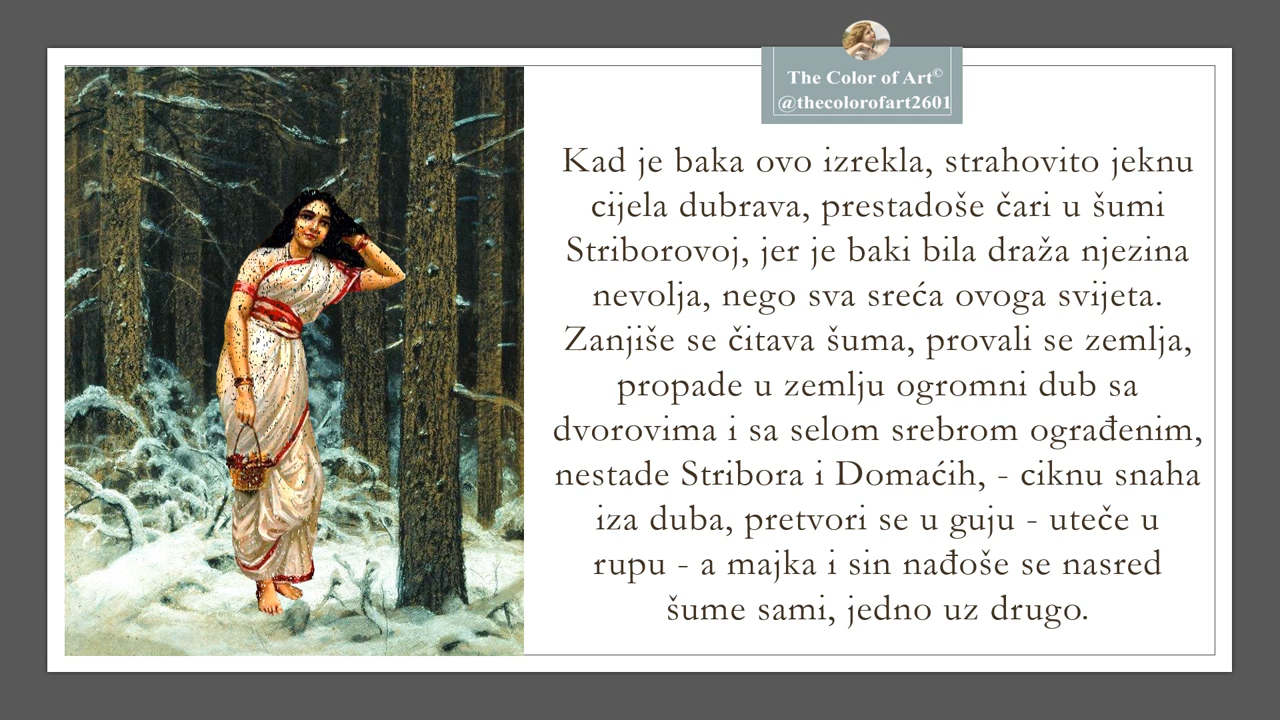 The Color of Art©
@thecolorofart2601
Kad je baka ovo izrekla, strahovito jeknu
cijela dubrava, prestadoše čari u šumi
Striborovoj, jer je baki bila draža njezina
nevolja, nego sva sreća ovoga svijeta.
Zanjiše se čitava šuma, provali se zemlja,
propade u zemlju ogromni dub sa
dvorovima i sa selom srebrom ograđenim,
nestade Stribora i Domaćih, - ciknu snaha
iza duba, pretvori se u guju - uteče u
rupu - a majka i sin nađoše se nasred
šume sami, jedno uz drugo.